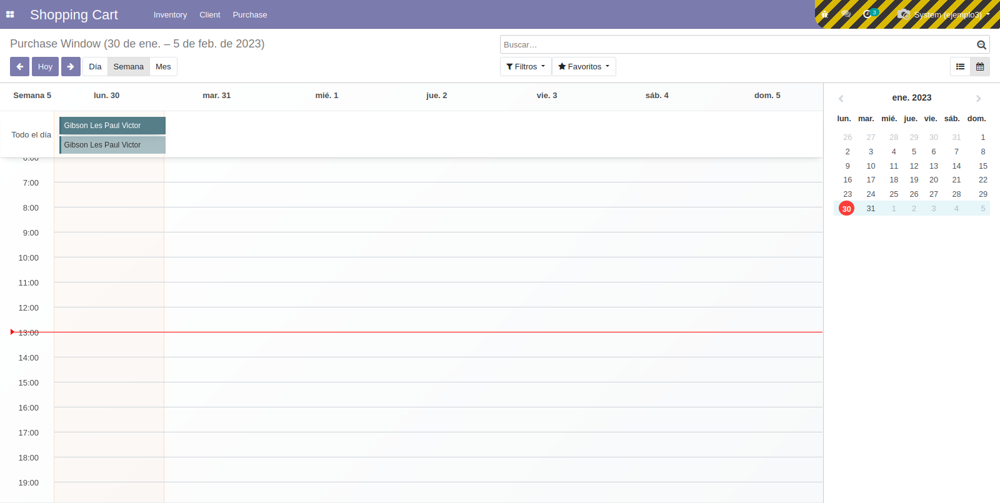 Shopping Cart Inventory Client Purchase 3 System (ejemplo3)
Purchase Window (30 de ene. – 5 de feb. de 2023)
Buscar...
Hoy Día Semana Mes
Filtros Favoritos
Semana 5 lun. 30 mar. 31 mié. 1 jue. 2 vie. 3 sáb. 4 dom. 5
Todo el día
Gibson Les Paul Victor
Gibson Les Paul Victor
6:00
7:00
8:00
9:00
10:00
11:00
12:00
13:00
14:00
15:00
16:00
17:00
18:00
19:00
ene. 2023
lun. mar. mié. jue. vie. sáb. dom.
26 27 28 29 30 31 1
2 3 4 5 6 7 8
9 10 11 12 13 14 15
16 17 18 19 20 21 22
23 24 25 26 27 28 29
30 31 1 2 3 4 5